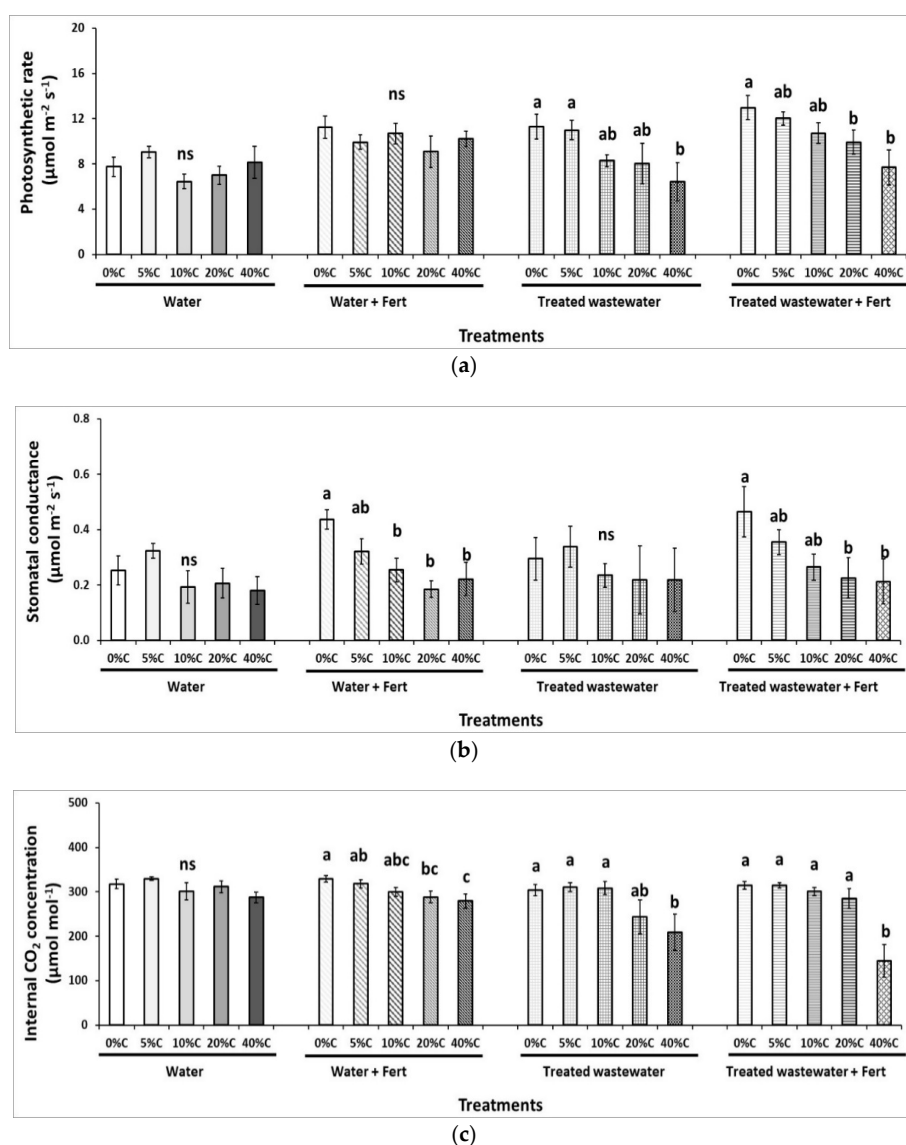 Photosynthetic rate
(µmol m⁻² s⁻¹)
20
16
12
8
4
0
ns
ns
a a ab ab b
a ab ab b b
0%C 5%C 10%C 20%C 40%C 0%C 5%C 10%C 20%C 40%C 0%C 5%C 10%C 20%C 40%C 0%C 5%C 10%C 20%C 40%C
Water Water + Fert Treated wastewater Treated wastewater + Fert
Treatments
(a)
Stomatal conductance
(µmol m⁻² s⁻¹)
0.8
0.6
0.4
0.2
0.0
ns
a ab b b b
ns
a ab ab b b
0%C 5%C 10%C 20%C 40%C 0%C 5%C 10%C 20%C 40%C 0%C 5%C 10%C 20%C 40%C 0%C 5%C 10%C 20%C 40%C
Water Water + Fert Treated wastewater Treated wastewater + Fert
Treatments
(b)
Internal CO₂ concentration
(µmol mol⁻¹)
500
400
300
200
100
0
ns
a ab abc bc c
a a a ab b
a a a a b
0%C 5%C 10%C 20%C 40%C 0%C 5%C 10%C 20%C 40%C 0%C 5%C 10%C 20%C 40%C 0%C 5%C 10%C 20%C 40%C
Water Water + Fert Treated wastewater Treated wastewater + Fert
Treatments
(c)